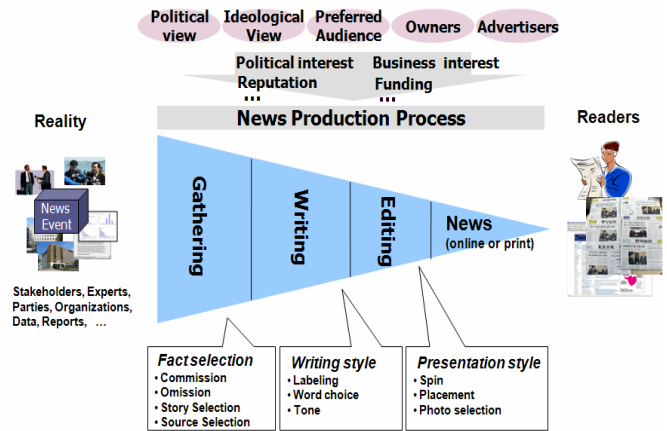 Political
view
Ideological
View
Preferred
Audience
Owners
Advertisers
Political interest
Reputation
...
Business interest
Funding
...
News Production Process
Reality
Readers
News
Event
Stakeholders, Experts,
Parties, Organizations,
Data, Reports, ...
Gathering
Writing
Editing
News
(online or print)
Fact selection
• Commission
• Omission
• Story Selection
• Source Selection
Writing style
• Labeling
• Word choice
• Tone
Presentation style
• Spin
• Placement
• Photo selection